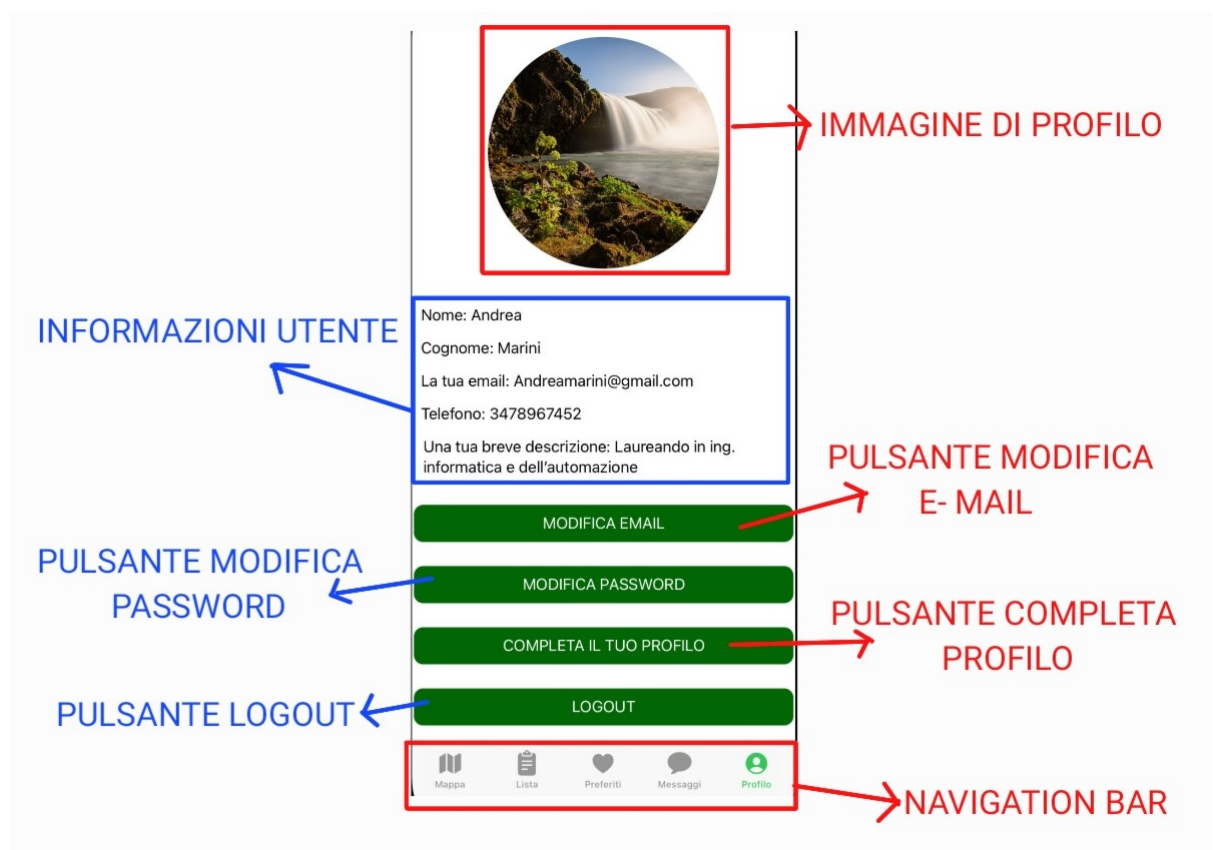 IMMAGINE DI PROFILO
INFORMAZIONI UTENTE
Nome: Andrea
Cognome: Marini
La tua email: Andreamarini@gmail.com
Telefono: 3478967452
Una tua breve descrizione: Laureando in ing.
informatica e dell'automazione
PULSANTE MODIFICA
E- MAIL
MODIFICA EMAIL
PULSANTE MODIFICA
PASSWORD
MODIFICA PASSWORD
PULSANTE COMPLETA
PROFILO
COMPLETA IL TUO PROFILO
PULSANTE LOGOUT
LOGOUT
Mappa Lista Preferiti Messaggi Profilo
NAVIGATION BAR